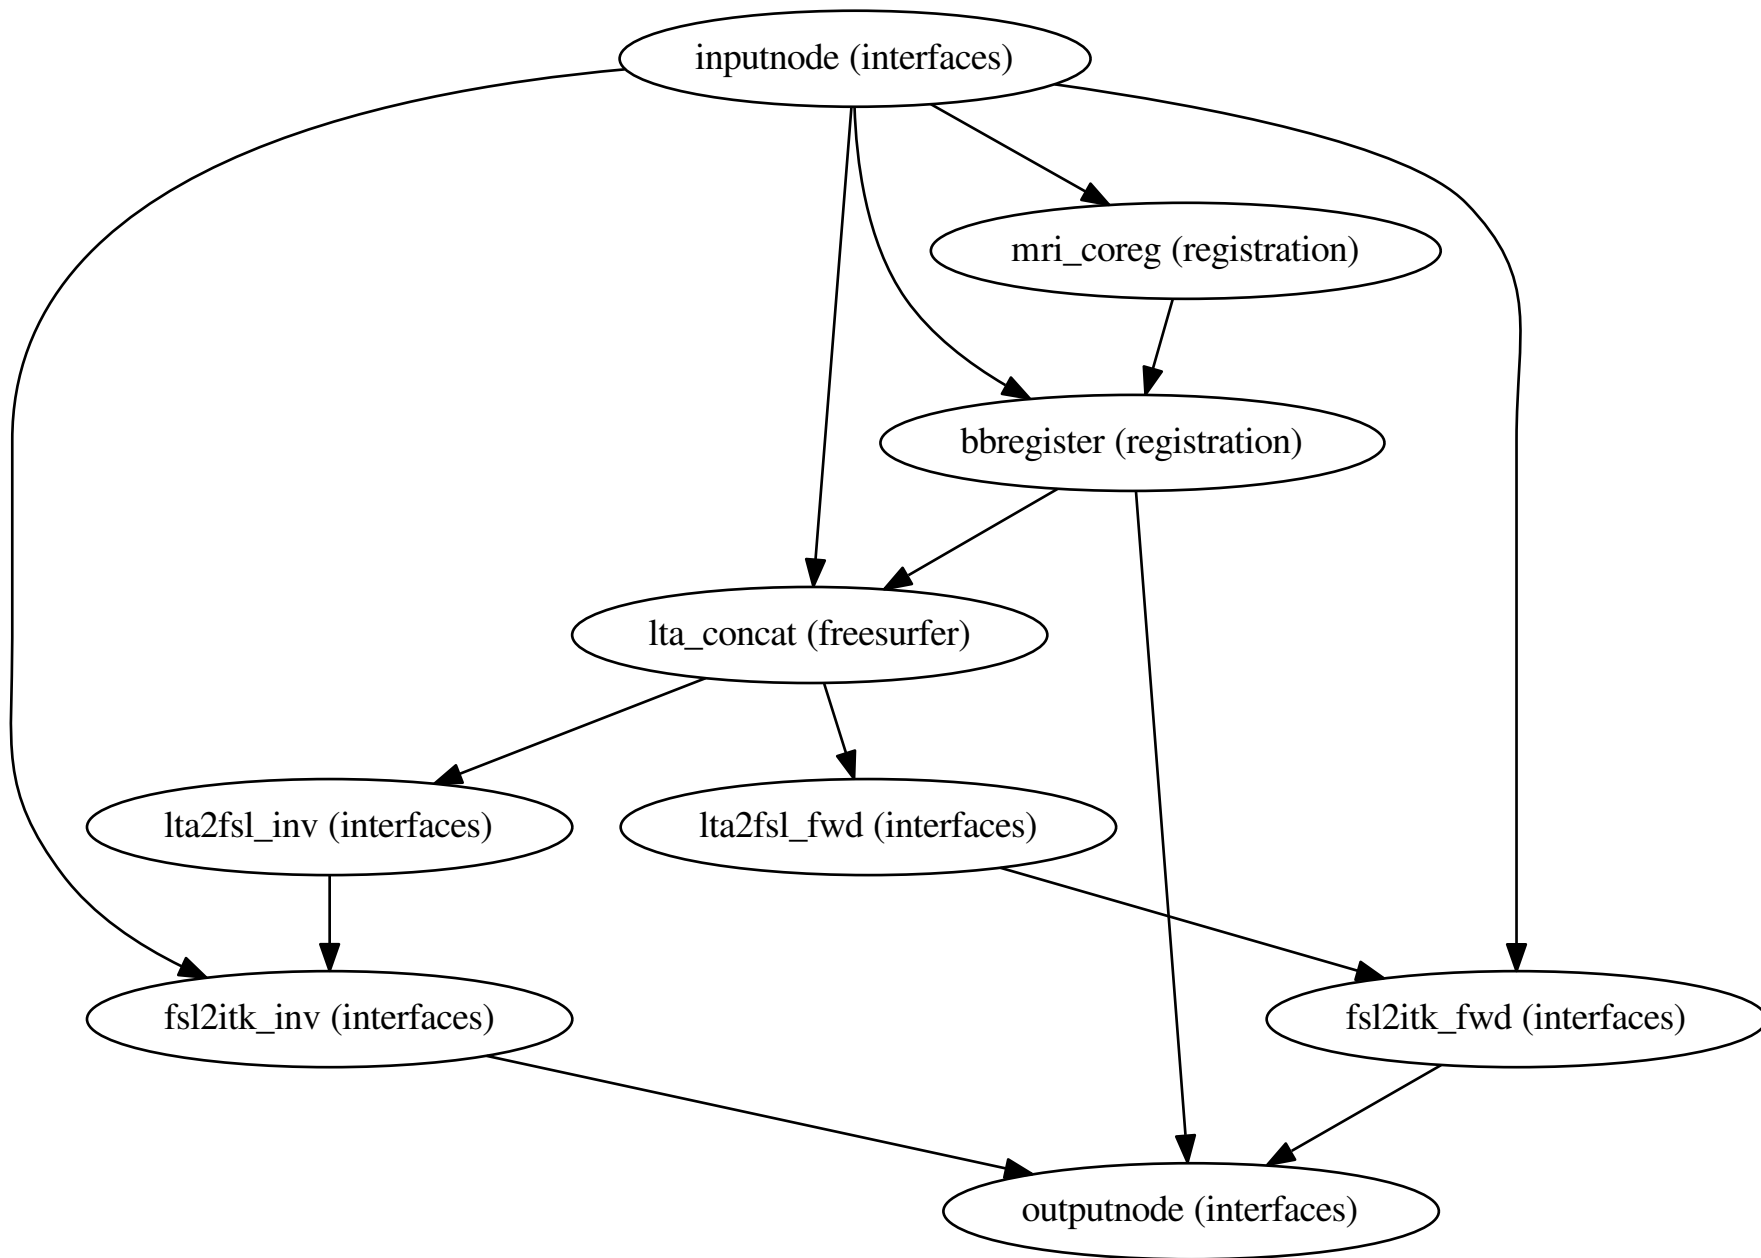 inputnode (interfaces)
mri_coreg (registration)
bbregister (registration)
lta_concat (freesurfer)
lta2fsl_inv (interfaces)
lta2fsl_fwd (interfaces)
fsl2itk_inv (interfaces)
fsl2itk_fwd (interfaces)
outputnode (interfaces)